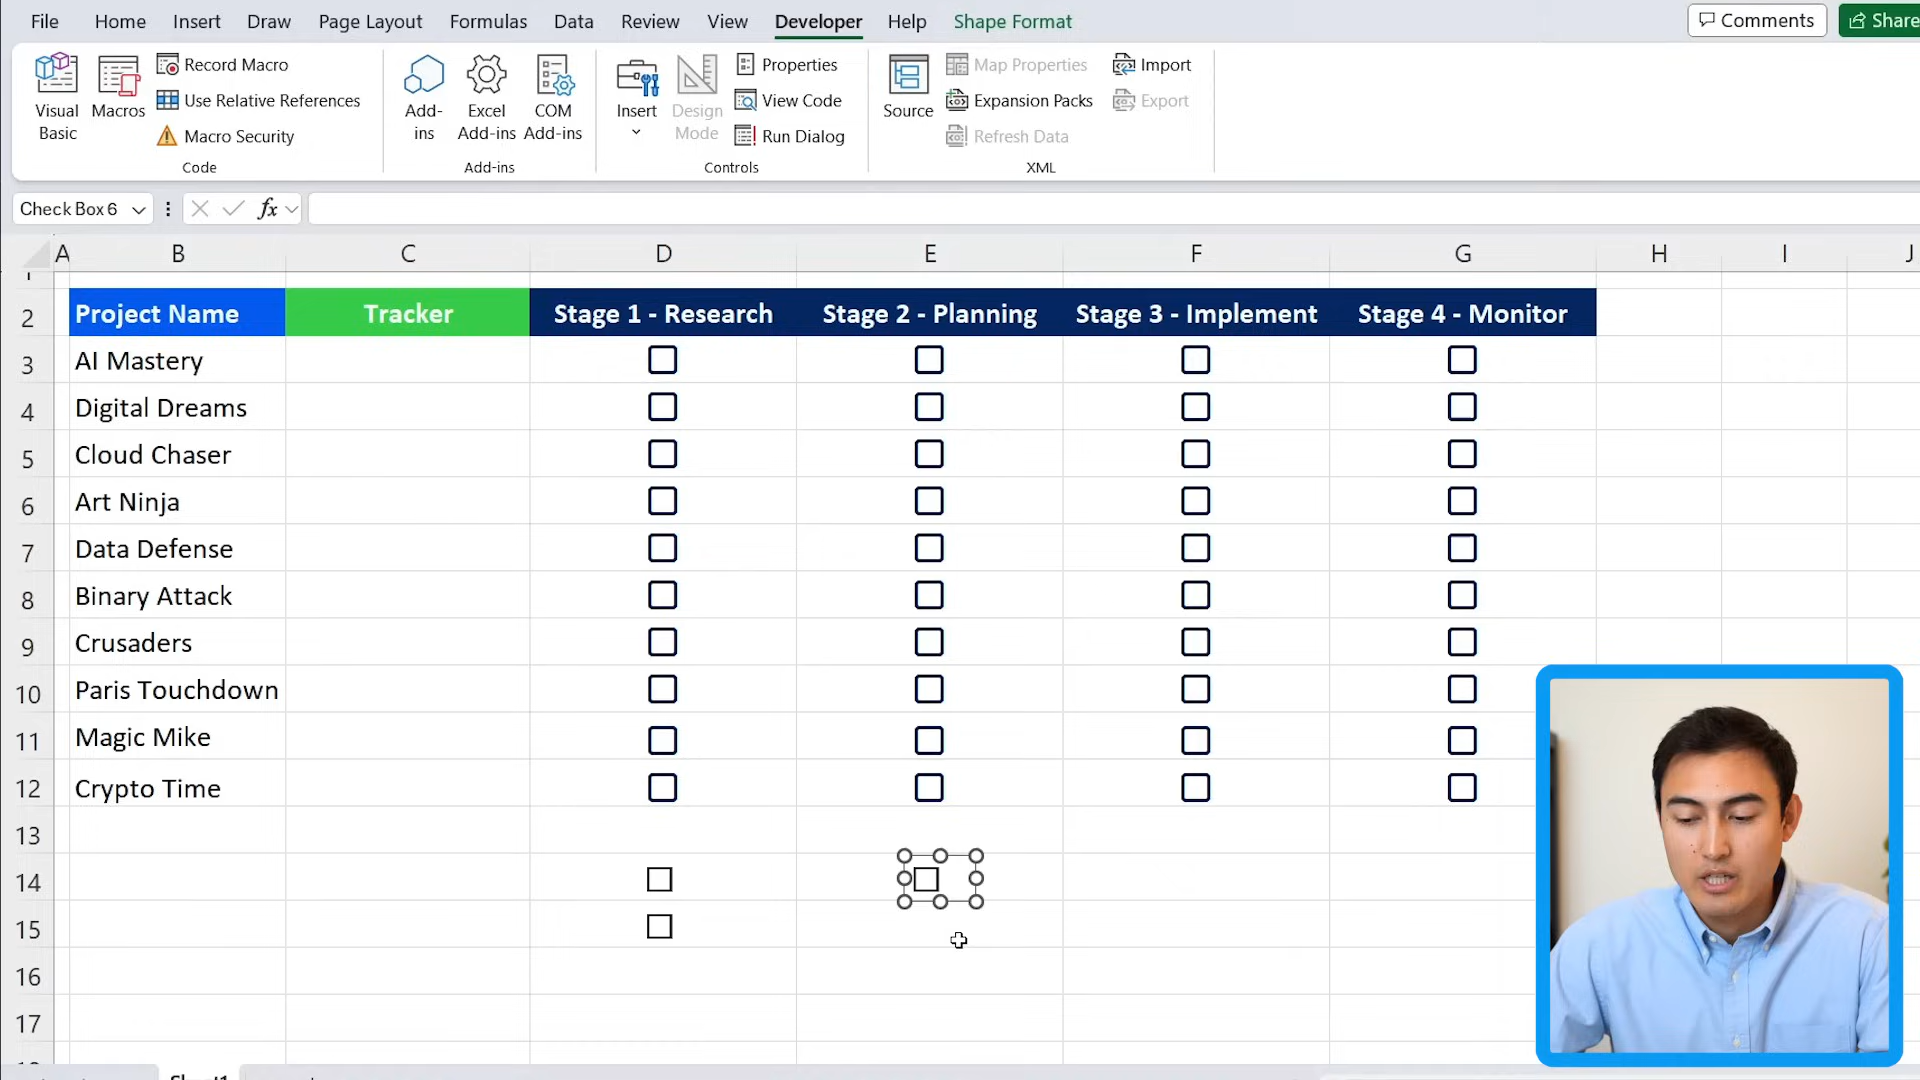 File Home Insert Draw Page Layout Formulas Data Review View Developer Help Shape Format Comments Share
Visual Basic
Macros
Record Macro
Use Relative References
Macro Security
Code
Add-ins
Excel Add-ins
COM Add-ins
Add-ins
Insert
Design Mode
Properties
View Code
Run Dialog
Controls
Source
Map Properties
Expansion Packs
Refresh Data
Import
Export
XML
Check Box 6 fx
A B C D E F G H I J
2 Project Name Tracker Stage 1 - Research Stage 2 - Planning Stage 3 - Implement Stage 4 - Monitor
3 AI Mastery
4 Digital Dreams
5 Cloud Chaser
6 Art Ninja
7 Data Defense
8 Binary Attack
9 Crusaders
10 Paris Touchdown
11 Magic Mike
12 Crypto Time
13
14
15
16
17